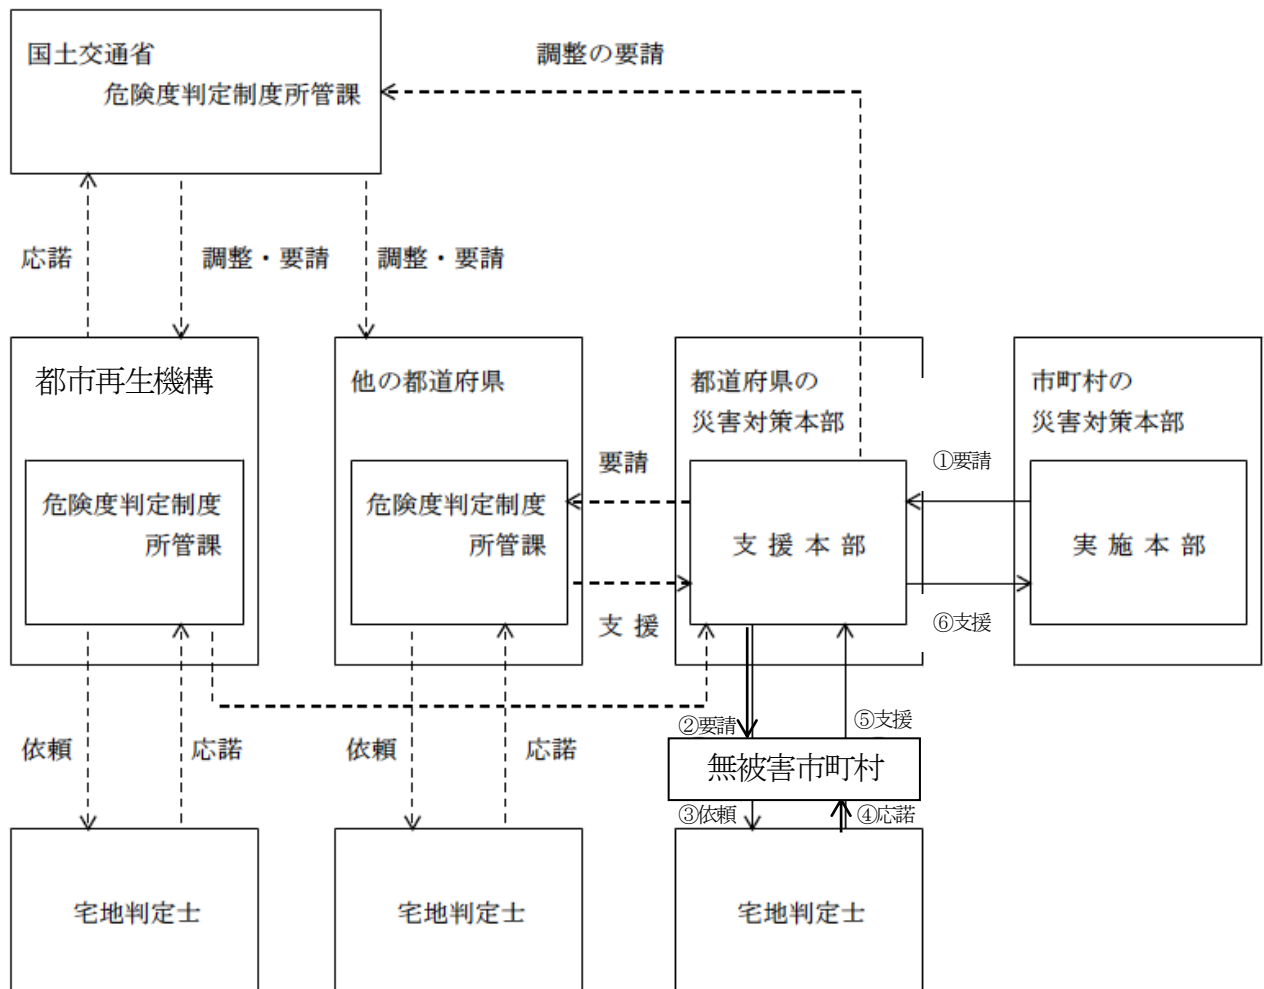 国土交通省
危険度判定制度所管課
調整の要請
応諾
調整・要請
調整・要請
都市再生機構
他の都道府県
都道府県の
災害対策本部
市町村の
災害対策本部
危険度判定制度
所管課
危険度判定制度
所管課
要請
支援
支援本部
①要請
⑥支援
実施本部
依頼
応諾
依頼
応諾
②要請
⑤支援
無被害市町村
③依頼
④応諾
宅地判定士
宅地判定士
宅地判定士